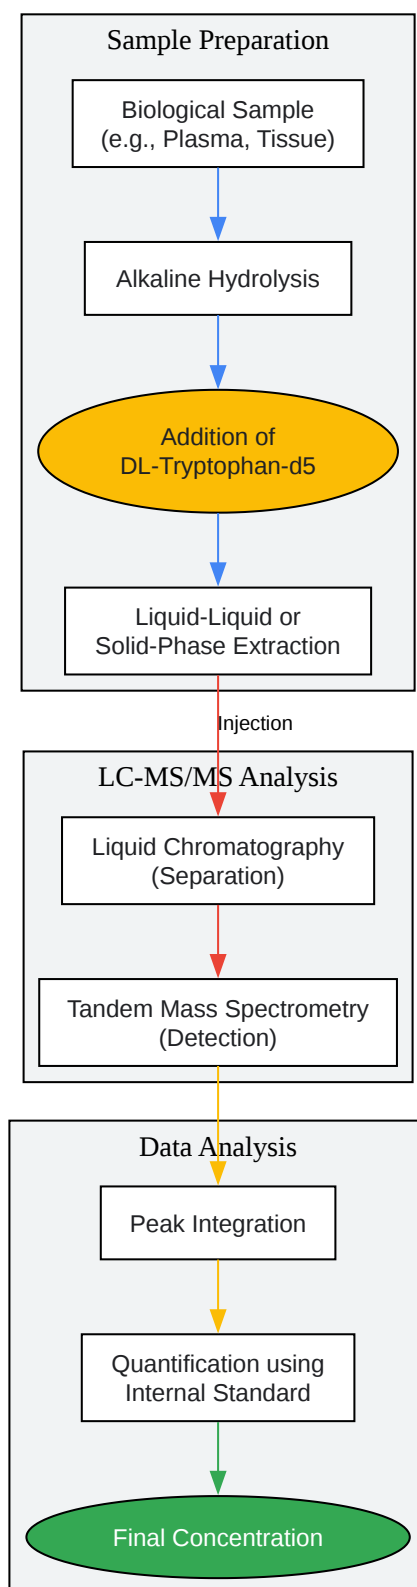 Sample Preparation
Biological Sample
(e.g., Plasma, Tissue)
Alkaline Hydrolysis
Addition of
DL-Tryptophan-d5
Liquid-Liquid or
Solid-Phase Extraction
Injection
LC-MS/MS Analysis
Liquid Chromatography
(Separation)
Tandem Mass Spectrometry
(Detection)
Data Analysis
Peak Integration
Quantification using
Internal Standard
Final Concentration